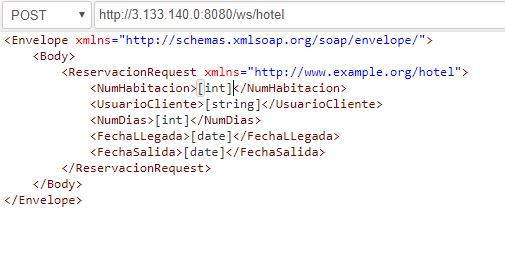 POST http://3.133.140.0:8080/ws/hotel
<Envelope xmlns="http://schemas.xmlsoap.org/soap/envelope/">
<Body>
<ReservacionRequest xmlns="http://www.example.org/hotel">
<NumHabitacion>[int]</NumHabitacion>
<UsuarioCliente>[string]</UsuarioCliente>
<NumDias>[int]</NumDias>
<FechaLLegada>[date]</FechaLLegada>
<FechaSalida>[date]</FechaSalida>
</ReservacionRequest>
</Body>
</Envelope>